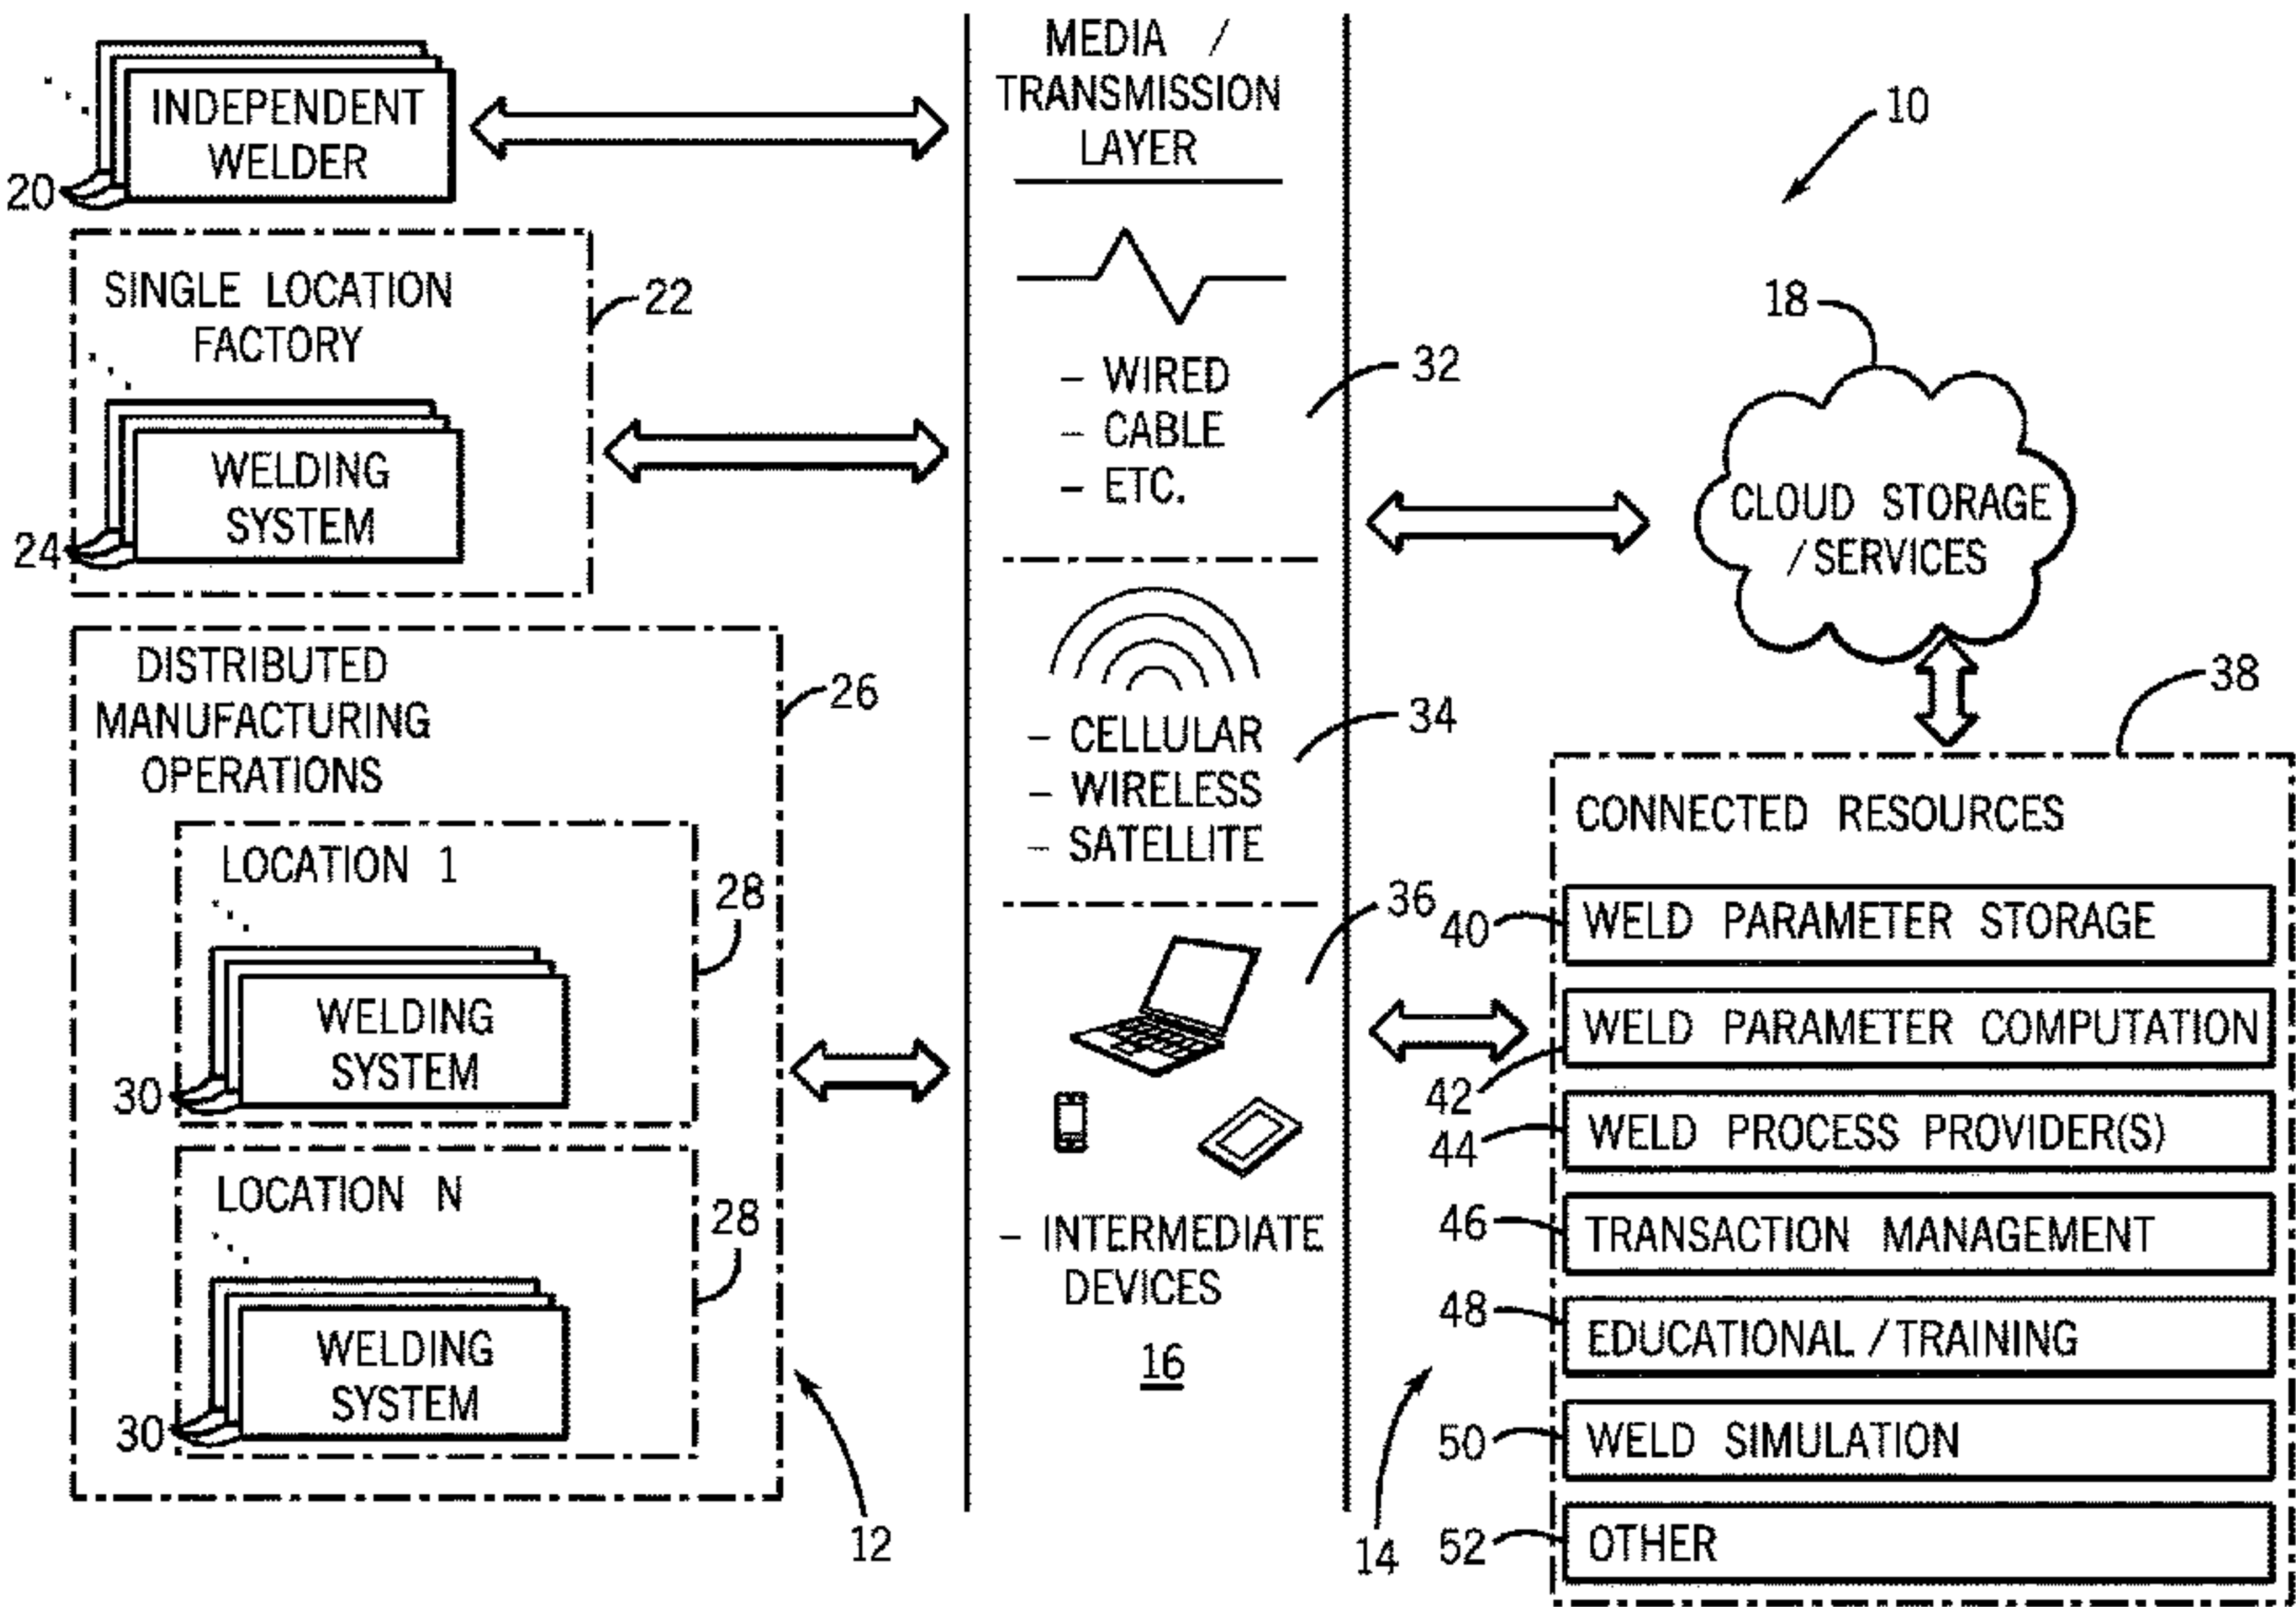 INDEPENDENT
WELDER
20
SINGLE LOCATION
FACTORY
22
WELDING
SYSTEM
24
DISTRIBUTED
MANUFACTURING
OPERATIONS
26
LOCATION 1
28
WELDING
SYSTEM
30
LOCATION N
28
WELDING
SYSTEM
30
12
MEDIA /
TRANSMISSION
LAYER
– WIRED
– CABLE
– ETC.
32
– CELLULAR
– WIRELESS
– SATELLITE
34
36
– INTERMEDIATE
DEVICES
16
10
18
CLOUD STORAGE
/SERVICES
38
CONNECTED RESOURCES
40 WELD PARAMETER STORAGE
42 WELD PARAMETER COMPUTATION
44 WELD PROCESS PROVIDER(S)
46 TRANSACTION MANAGEMENT
48 EDUCATIONAL / TRAINING
50 WELD SIMULATION
52 OTHER
14